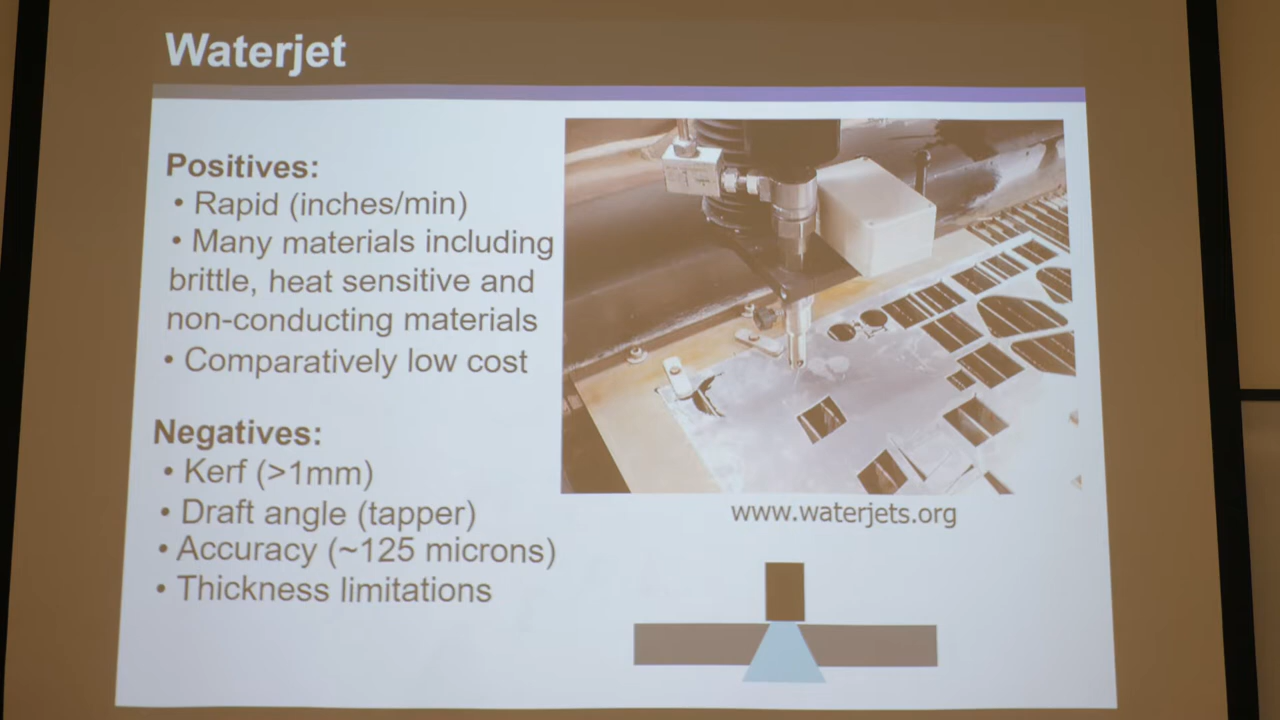 Waterjet
Positives:
• Rapid (inches/min)
• Many materials including
brittle, heat sensitive and
non-conducting materials
• Comparatively low cost
Negatives:
• Kerf (>1mm)
• Draft angle (tapper)
• Accuracy (~125 microns)
• Thickness limitations
www.waterjets.org